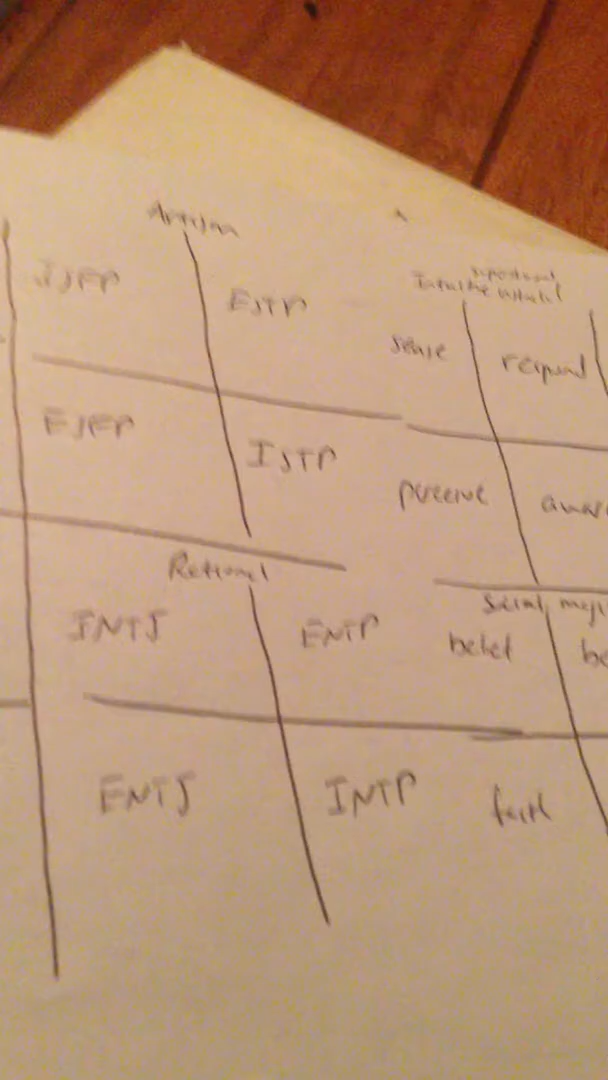 Artisan
ISFP ESTP
ESFP ISTP
Rational
INTJ ENTP
ENTJ INTP
sense respond
perceive
belief
faith